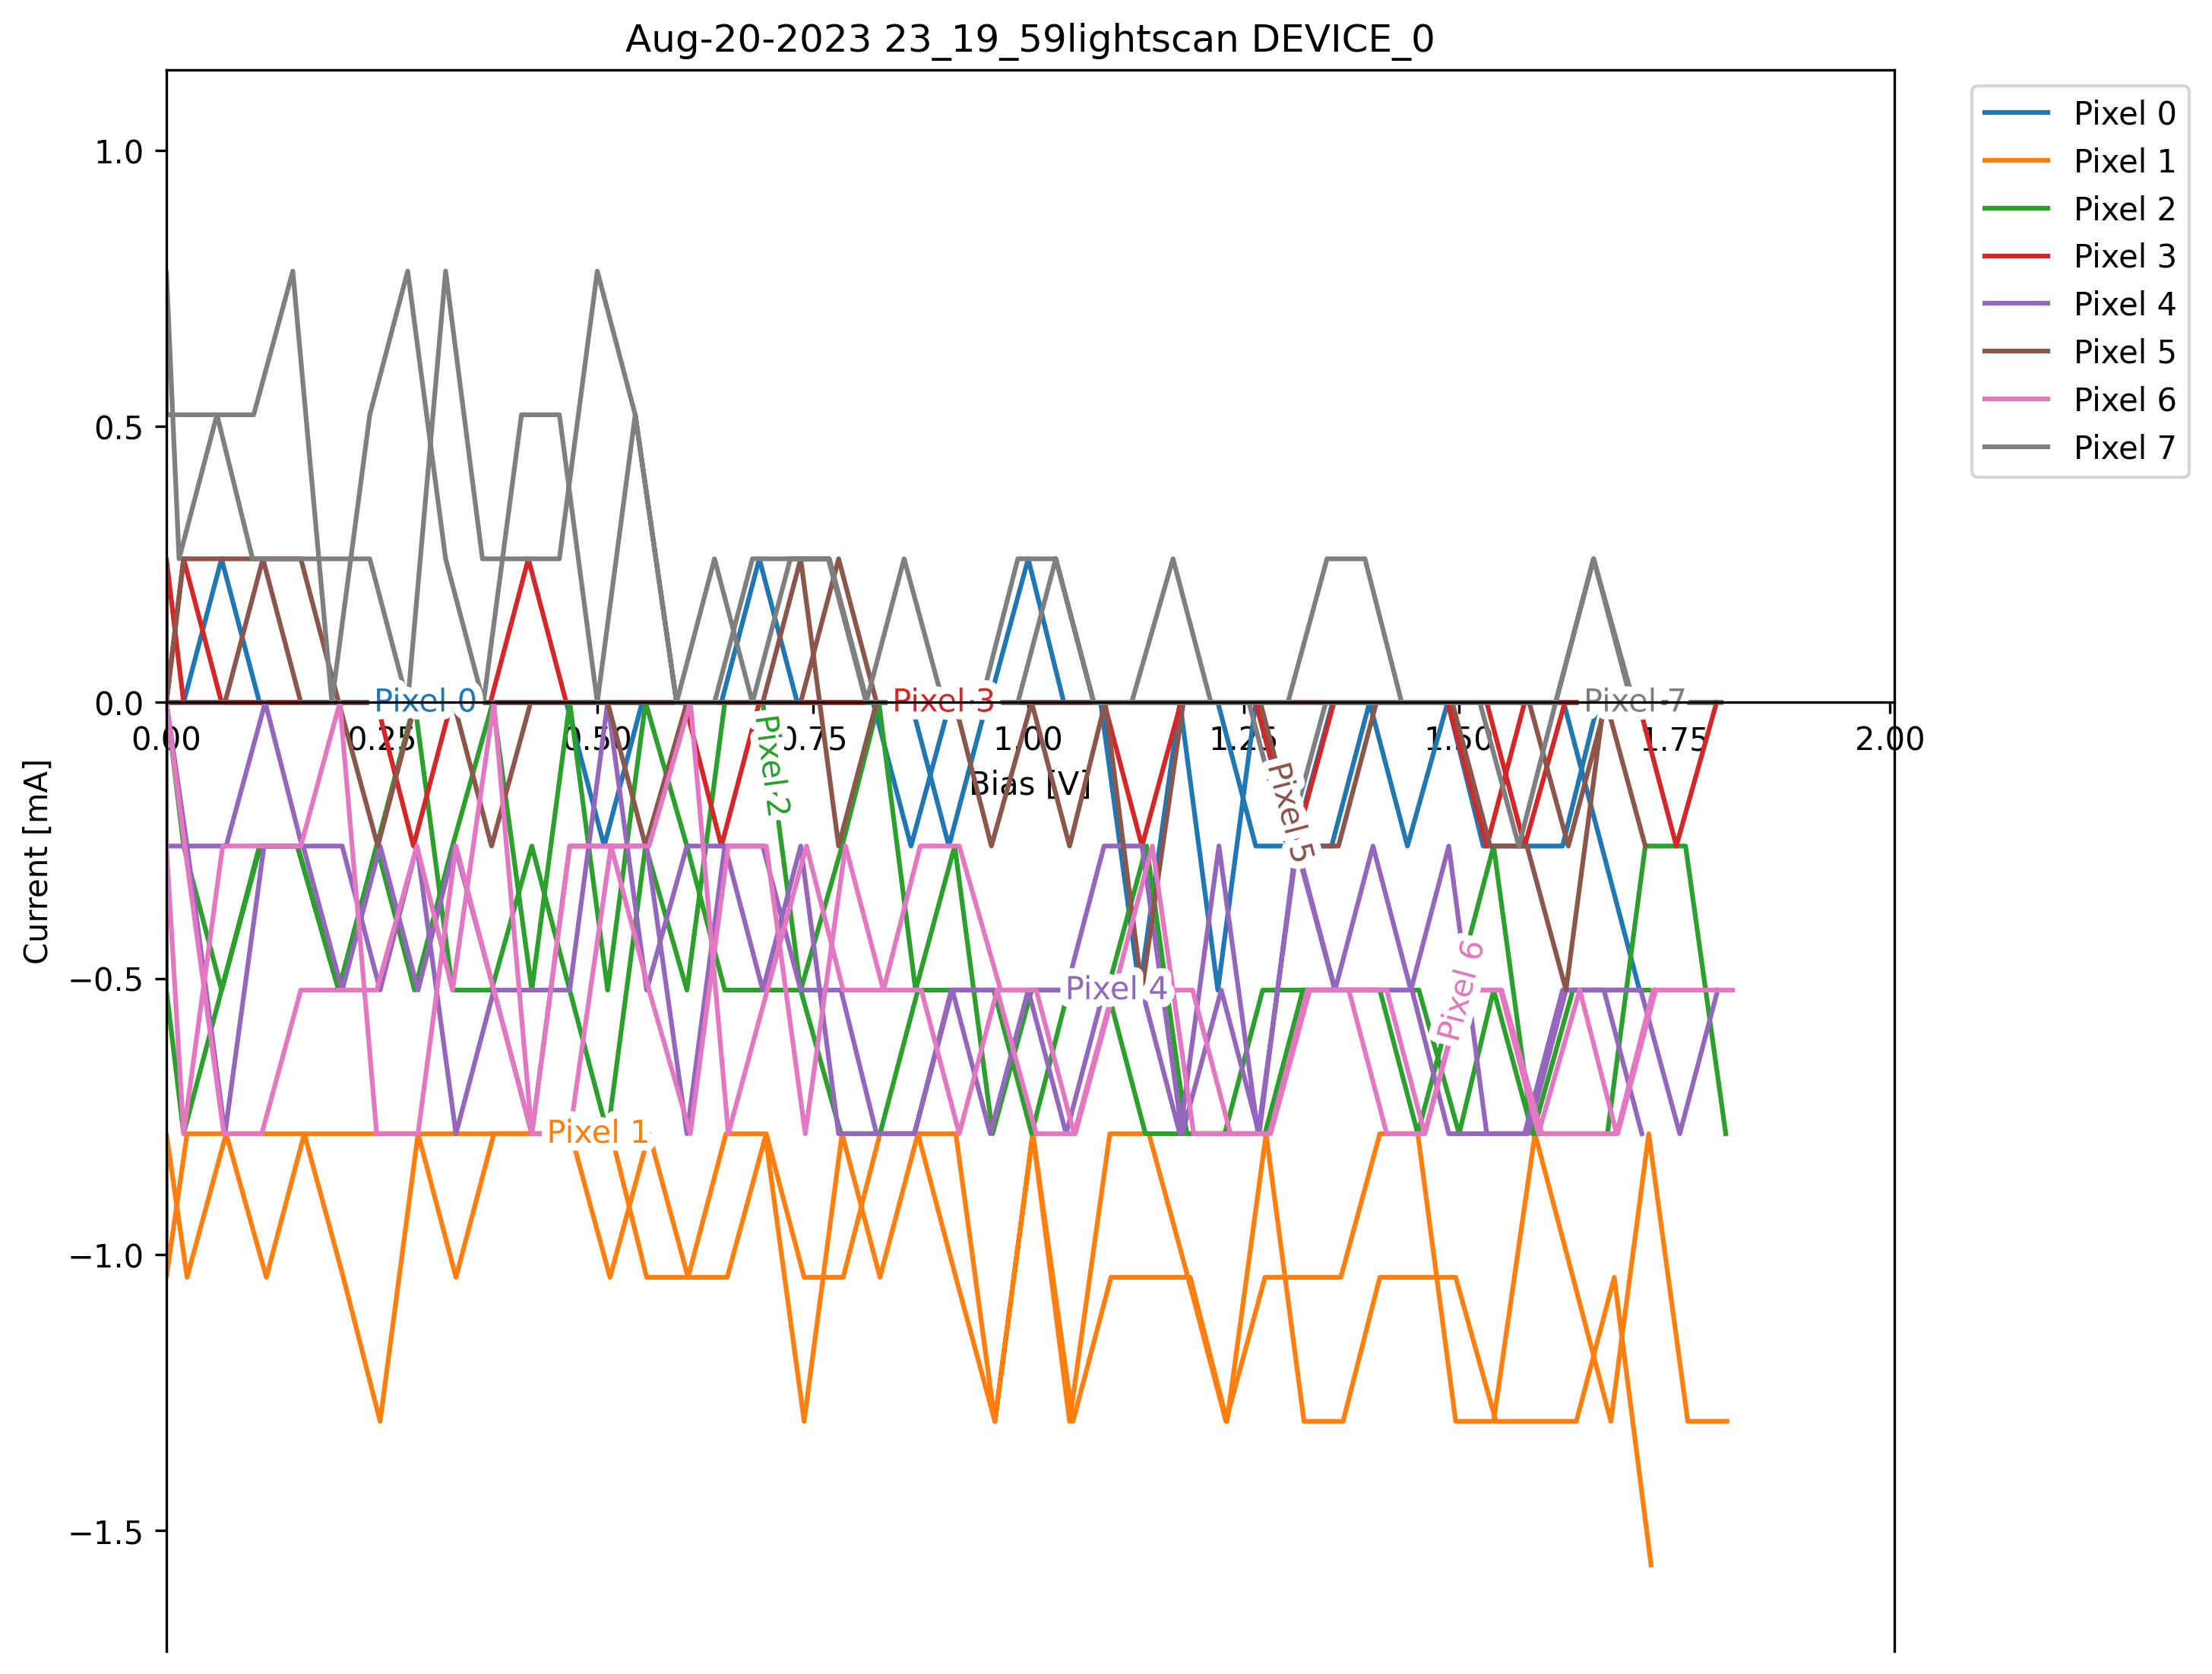 Aug-20-2023 23_19_59lightscan DEVICE_0
Pixel 0
Pixel 1
Pixel 2
Pixel 3
Pixel 4
Pixel 5
Pixel 6
Pixel 7
1.0
0.5
0.0
−0.5
−1.0
−1.5
Current [mA]
Pixel 0
Pixel 3
Pixel 7
0.00
0.25
0.50
0.75
1.00
1.25
1.50
1.75
2.00
Bias [V]
Pixel 2
Pixel 5
Pixel 4
Pixel 6
Pixel 1